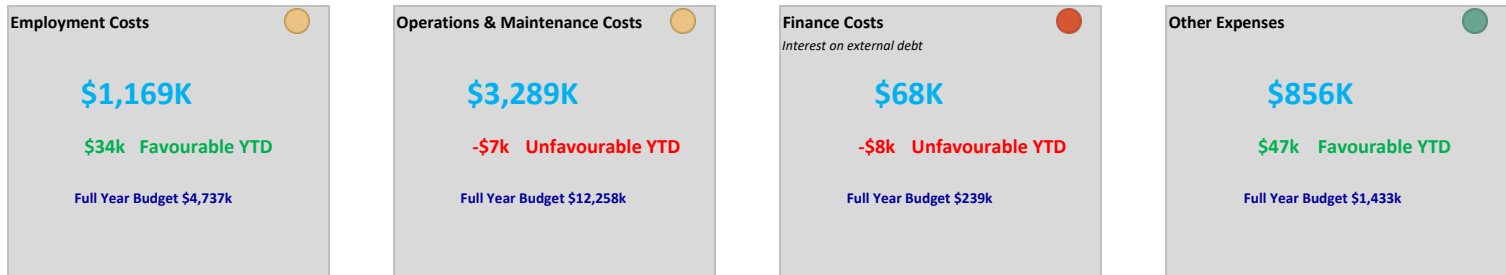 Employment Costs
$1,169K
$34k Favourable YTD
Full Year Budget $4,737k
Operations & Maintenance Costs
$3,289K
-$7k Unfavourable YTD
Full Year Budget $12,258k
Finance Costs
Interest on external debt
$68K
-$8k Unfavourable YTD
Full Year Budget $239k
Other Expenses
$856K
$47k Favourable YTD
Full Year Budget $1,433k